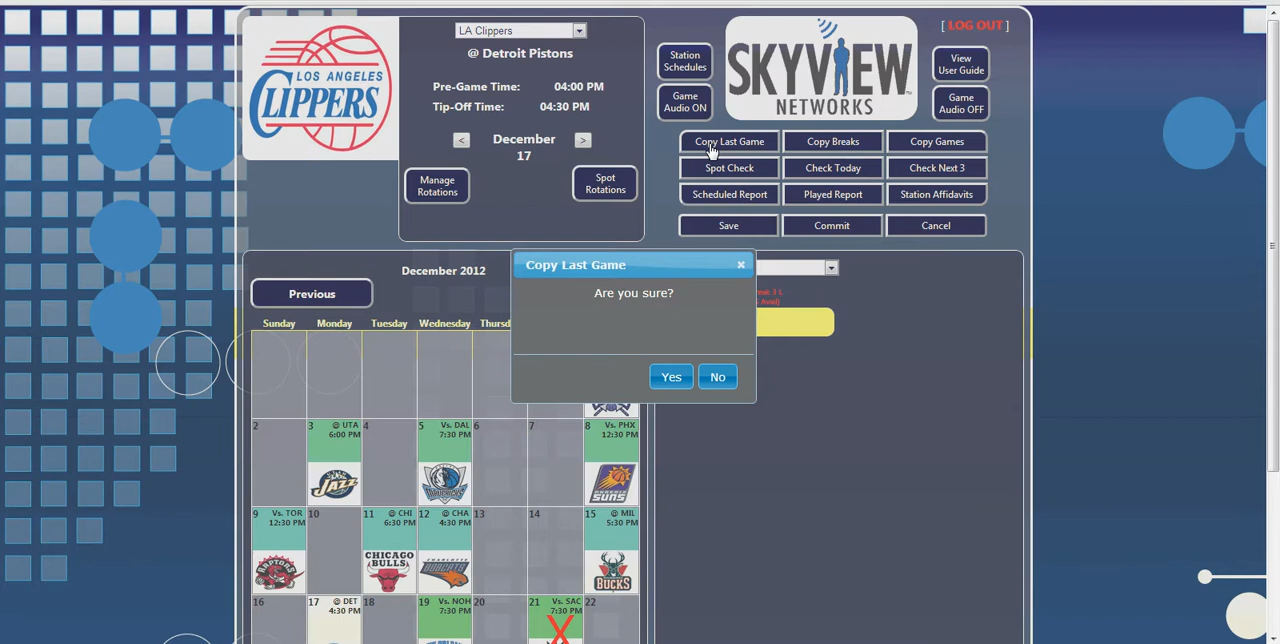 LOS ANGELES
CLIPPERS
LA Clippers
@ Detroit Pistons
Pre-Game Time: 04:00 PM
Tip-Off Time: 04:30 PM
< December >
17
Manage
Rotations
Spot
Rotations
Station
Schedules
Game
Audio ON
SKYVIEW
NETWORKS
[ LOG OUT ]
View
User Guide
Game
Audio OFF
Copy Last Game Copy Breaks Copy Games
Spot Check Check Today Check Next 3
Scheduled Report Played Report Station Affidavits
Save Commit Cancel
Copy Last Game ×
Are you sure?
Yes No
December 2012
Previous
Sunday Monday Tuesday Wednesday Thursd
2 3 @ UTA 4 5 Vs. DAL 6 7 8 Vs. PHX
6:00 PM 7:30 PM 12:30 PM
JAZZ
SUNS
9 Vs. TOR 10 11 @ CHI 12 @ CHA 13 14 15 @ MIL
12:30 PM 6:30 PM 4:30 PM 5:30 PM
RAPTORS
CHICAGO
BULLS
BOBCATS
BUCKS
16 17 @ DET 18 19 Vs. NOH 20 21 Vs. SAC 22
4:30 PM 7:30 PM 7:30 PM
X